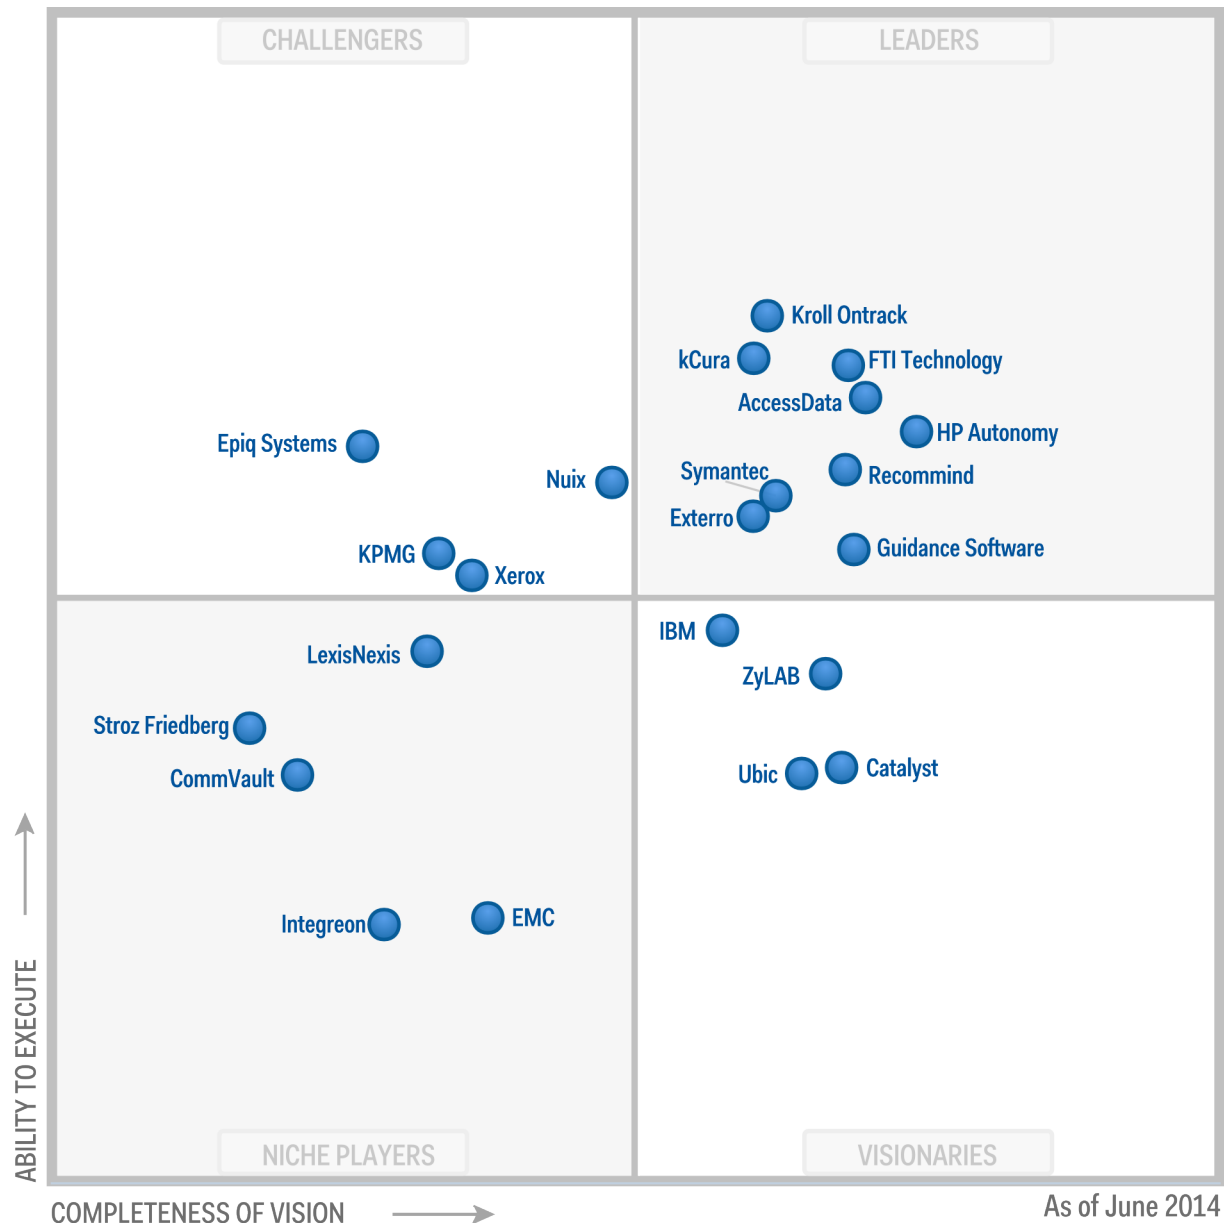 CHALLENGERS
LEADERS
Kroll Ontrack
kCura
FTI Technology
AccessData
HP Autonomy
Epiq Systems
Nuix
Symantec
Recommind
Exterro
KPMG
Guidance Software
Xerox
IBM
LexisNexis
ZyLAB
Stroz Friedberg
CommVault
Ubic
Catalyst
Integreon
EMC
NICHE PLAYERS
VISIONARIES
ABILITY TO EXECUTE
COMPLETENESS OF VISION
As of June 2014